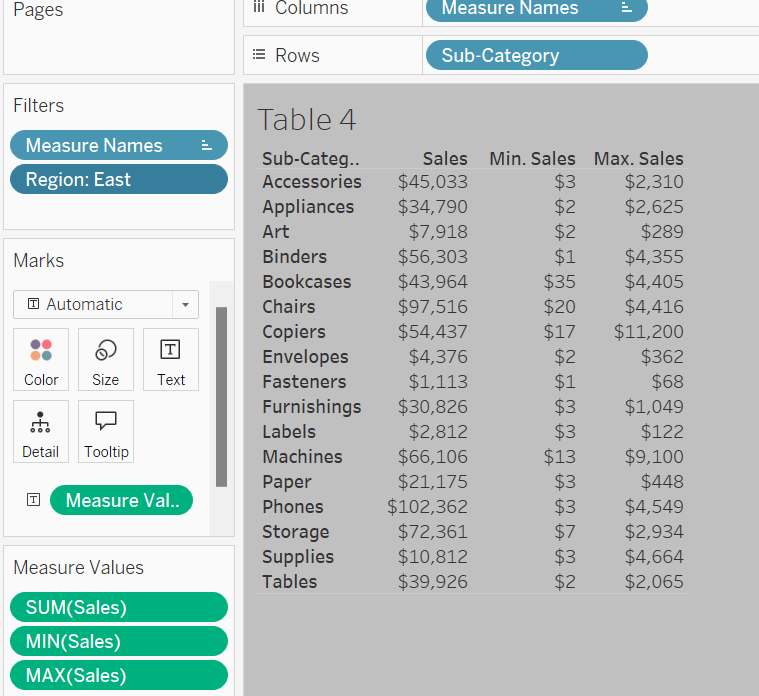 Pages
Columns
Measure Names
Rows
Sub-Category
Filters
Measure Names
Region: East
Marks
Automatic
Color
Size
Text
Detail
Tooltip
Measure Val..
Measure Values
SUM(Sales)
MIN(Sales)
MAX(Sales)
Table 4
Sub-Categ.. Sales Min. Sales Max. Sales
Accessories $45,033 $3 $2,310
Appliances $34,790 $2 $2,625
Art $7,918 $2 $289
Binders $56,303 $1 $4,355
Bookcases $43,964 $35 $4,405
Chairs $97,516 $20 $4,416
Copiers $54,437 $17 $11,200
Envelopes $4,376 $2 $362
Fasteners $1,113 $1 $68
Furnishings $30,826 $3 $1,049
Labels $2,812 $3 $122
Machines $66,106 $13 $9,100
Paper $21,175 $3 $448
Phones $102,362 $3 $4,549
Storage $72,361 $7 $2,934
Supplies $10,812 $3 $4,664
Tables $39,926 $2 $2,065